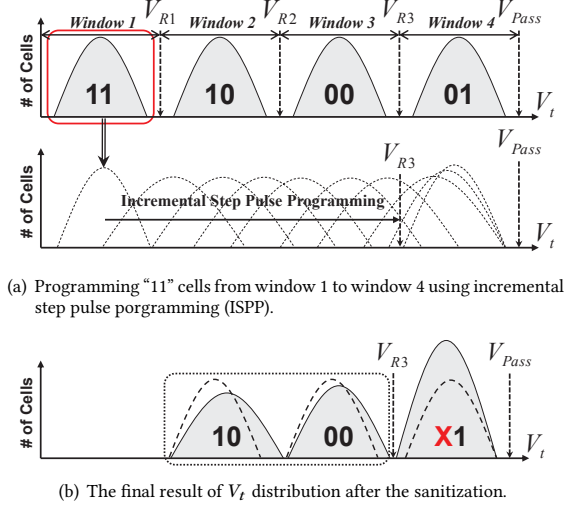 Window 1 V_R1 Window 2 V_R2 Window 3 V_R3 Window 4 V_Pass
# of Cells
11 10 00 01 V_t
# of Cells
V_R3 V_Pass
Incremental Step Pulse Programming
V_t
(a) Programming “11” cells from window 1 to window 4 using incremental
step pulse porgramming (ISPP).
# of Cells
V_R3 V_Pass
10 00 X1 V_t
(b) The final result of V_t distribution after the sanitization.